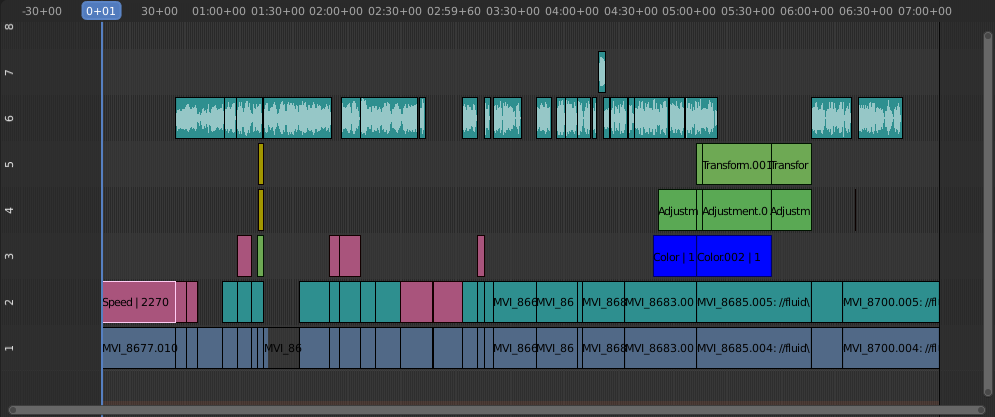 -30+00 0+01 30+00 01:00+00 01:30+00 02:00+00 02:30+00 02:59+60 03:30+00 04:00+00 04:30+00 05:00+00 05:30+00 06:00+00 06:30+00 07:00+00
8
7
6
5 Transform.001 Transfor
4 Adjustm Adjustment.0 Adjustm
3 Color | 1 Color.002 | 1
2 Speed | 2270 MVI_866 MVI_86 MVI_868 MVI_8683.00 MVI_8685.005: //fluid\ MVI_8700.005: //fl
1 MVI_8677.010 MVI_86 MVI_866 MVI_86 MVI_868 MVI_8683.00 MVI_8685.004: //fluid\ MVI_8700.004: //fl